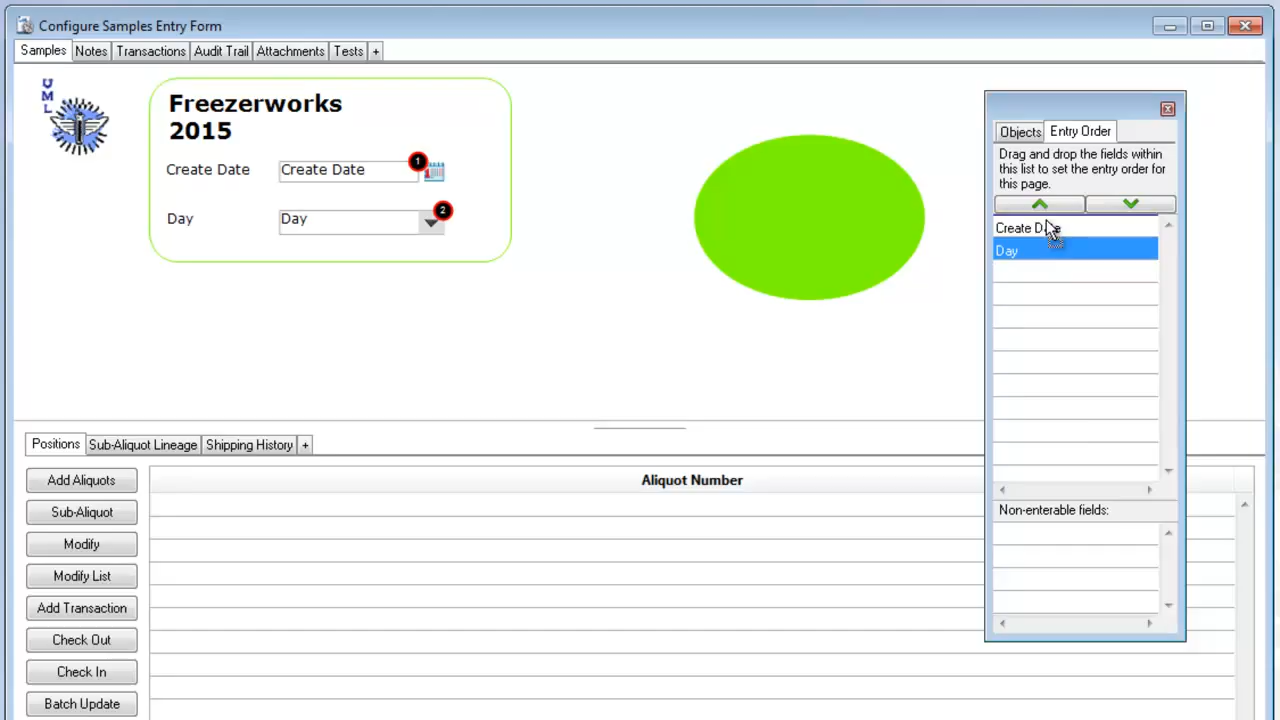 Configure Samples Entry Form
Samples Notes Transactions Audit Trail Attachments Tests +
UML
Freezerworks
2015
Create Date Create Date 1
Day Day 2
Objects Entry Order
Drag and drop the fields within
this list to set the entry order for
this page.
Create Date
Day
Non-enterable fields:
Positions Sub-Aliquot Lineage Shipping History +
Add Aliquots
Aliquot Number
Sub-Aliquot
Modify
Modify List
Add Transaction
Check Out
Check In
Batch Update